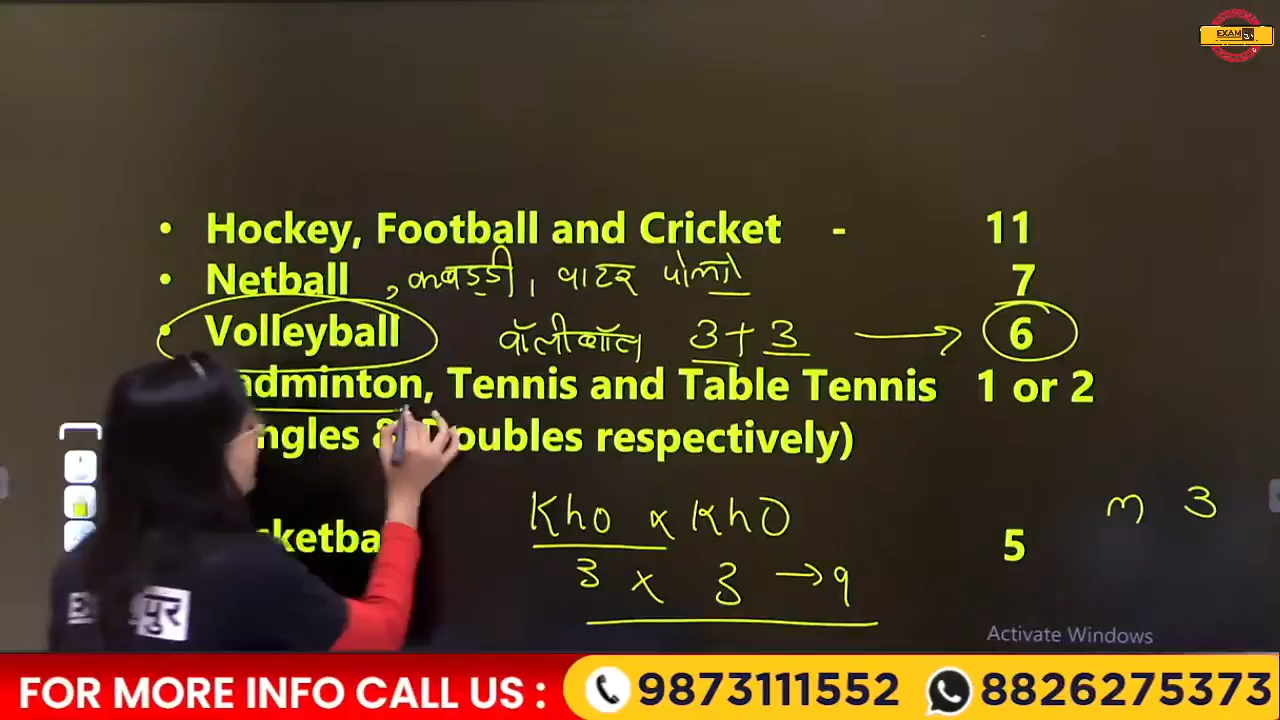 EXAM
• Hockey, Football and Cricket - 11
• Netball , कबड्डी, वाटर पोलो 7
• Volleyball वॉलीबॉल 3+3 → 6
adminton, Tennis and Table Tennis 1 or 2
ngles & Doubles respectively)
Kho x Kho
m 3
ketba 5
3 x 3 → 9
पुर
Activate Windows
FOR MORE INFO CALL US : 9873111552 8826275373